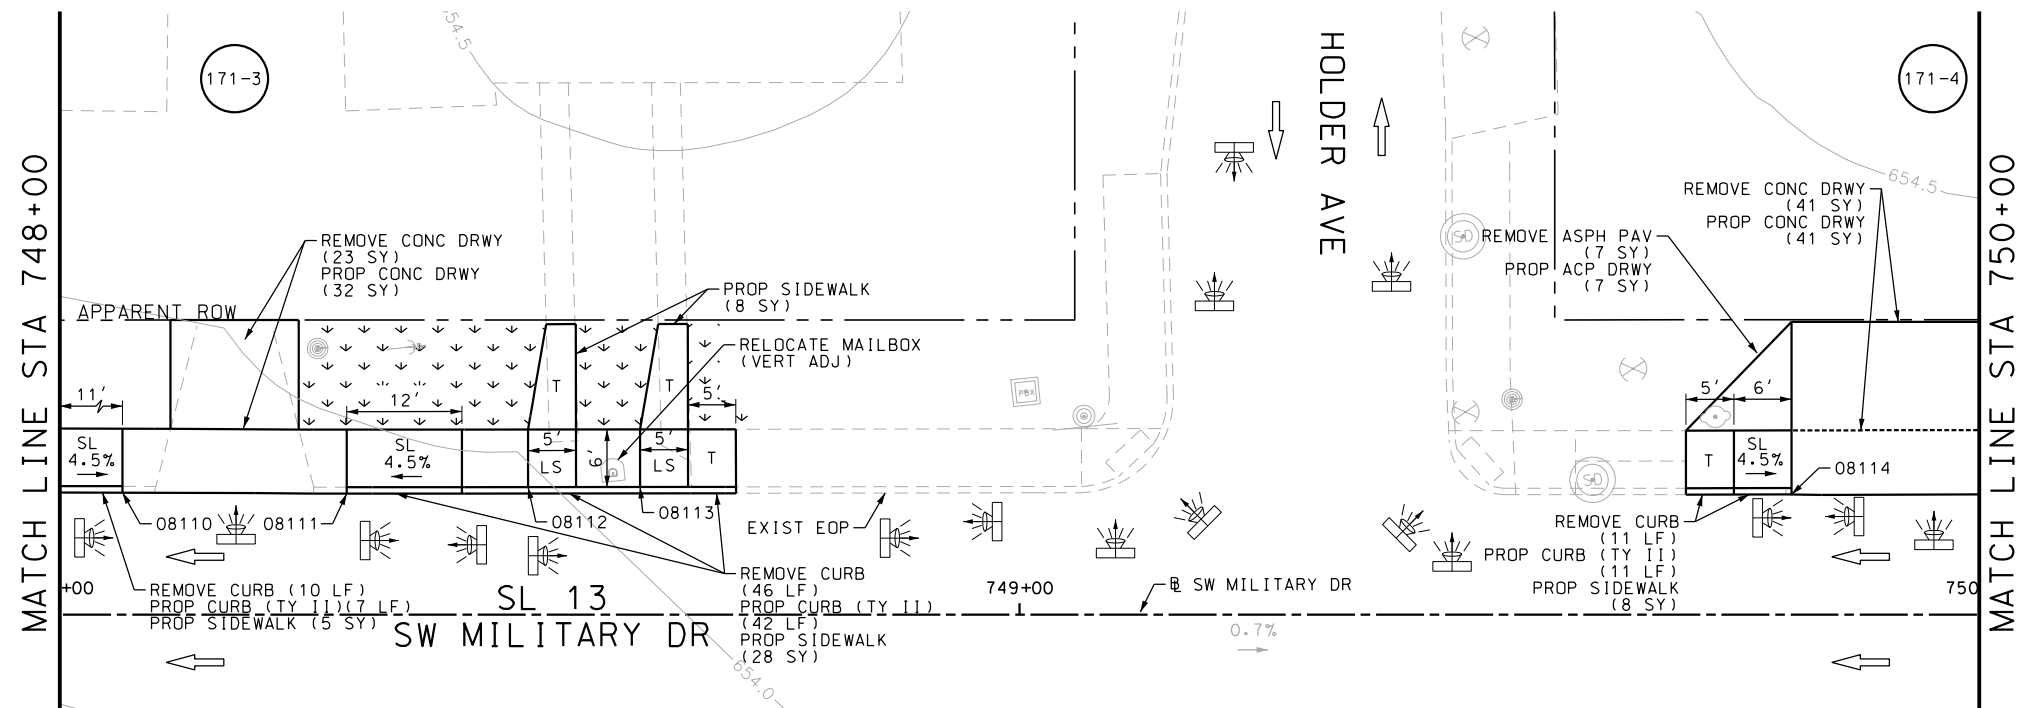 654.5
171-3
171-4
MATCH LINE STA 748+00
HOLDER AVE
654.5
REMOVE CONC DRWY
(41 SY)
PROP CONC DRWY
(41 SY)
REMOVE CONC DRWY
(23 SY)
PROP CONC DRWY
(32 SY)
SD
REMOVE ASPH PAV
(7 SY)
PROP ACP DRWY
(7 SY)
MATCH LINE STA 750+00
APPARENT ROW
PROP SIDEWALK
(8 SY)
RELOCATE MAILBOX
(VERT ADJ)
11'
12'
T
T
5'
PBX
5'
6'
SL
4.5%
SL
4.5%
5'
LS
6'
5'
LS
T
SD
T
SL
4.5%
08114
08110
08111
08112
08113
EXIST EOP
REMOVE CURB
(11 LF)
PROP CURB (TY II)
(11 LF)
PROP SIDEWALK
(8 SY)
+00
REMOVE CURB (10 LF)
PROP CURB (TY II)(7 LF)
PROP SIDEWALK (5 SY)
SL 13
SW MILITARY DR
REMOVE CURB
(46 LF)
PROP CURB (TY II)
(42 LF)
PROP SIDEWALK
(28 SY)
749+00
BL SW MILITARY DR
750
0.7%
654.0